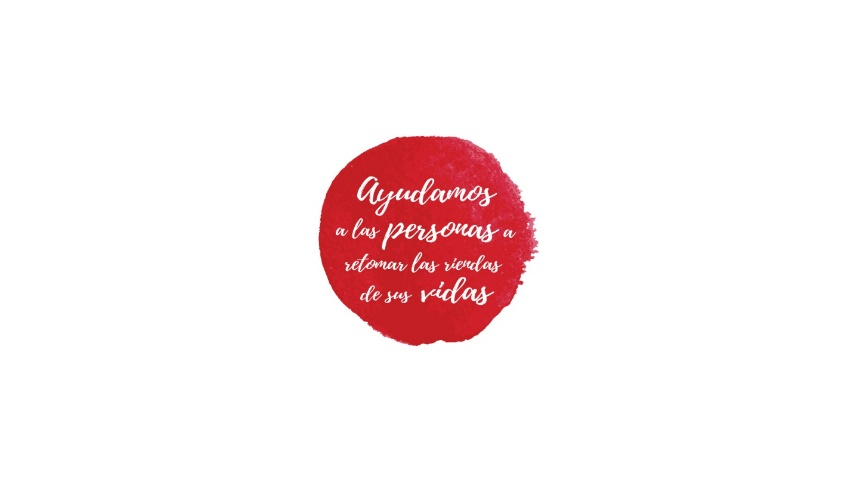 Ayudamos
a las personas a
retomar las riendas
de sus vidas